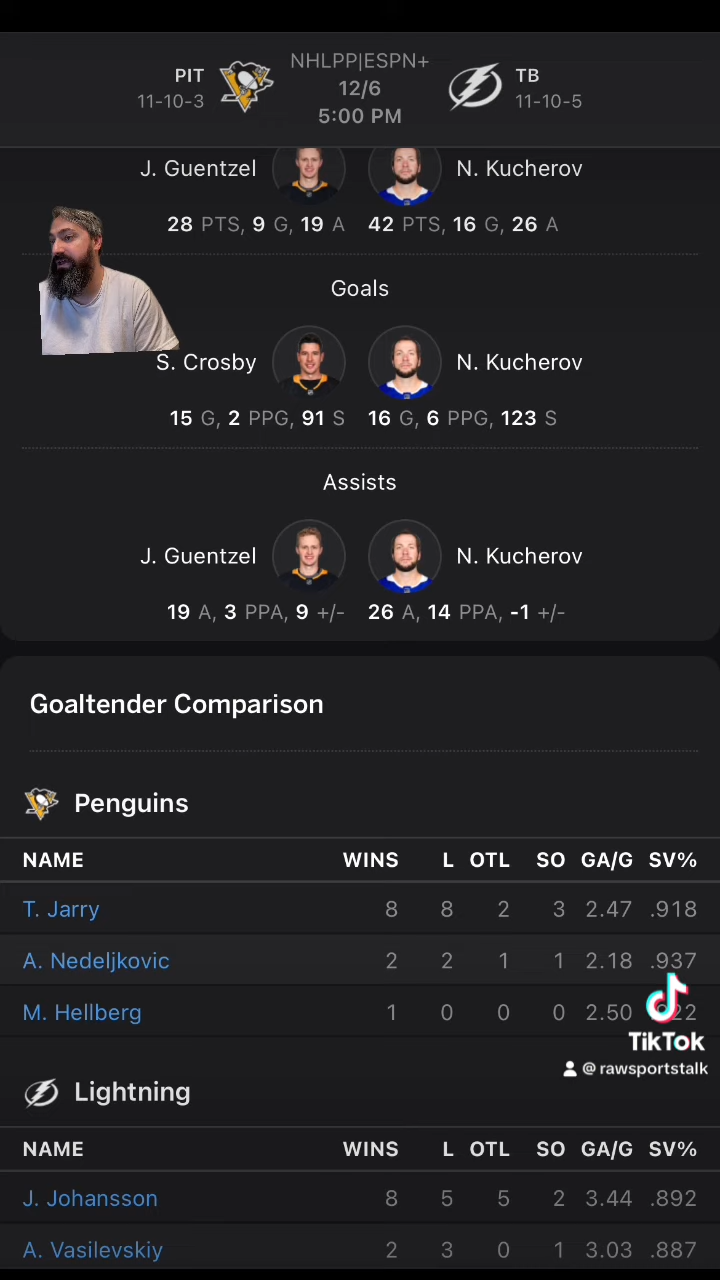 NHLPP|ESPN+
PIT
11-10-3
12/6
5:00 PM
TB
11-10-5
J. Guentzel
N. Kucherov
28 PTS, 9 G, 19 A
42 PTS, 16 G, 26 A
Goals
S. Crosby
N. Kucherov
15 G, 2 PPG, 91 S
16 G, 6 PPG, 123 S
Assists
J. Guentzel
N. Kucherov
19 A, 3 PPA, 9 +/-
26 A, 14 PPA, -1 +/-
Goaltender Comparison
Penguins
NAME WINS L OTL SO GA/G SV%
T. Jarry 8 8 2 3 2.47 .918
A. Nedeljkovic 2 2 1 1 2.18 .937
M. Hellberg 1 0 0 0 2.50
TikTok
@rawsportstalk
Lightning
NAME WINS L OTL SO GA/G SV%
J. Johansson 8 5 5 2 3.44 .892
A. Vasilevskiy 2 3 0 1 3.03 .887